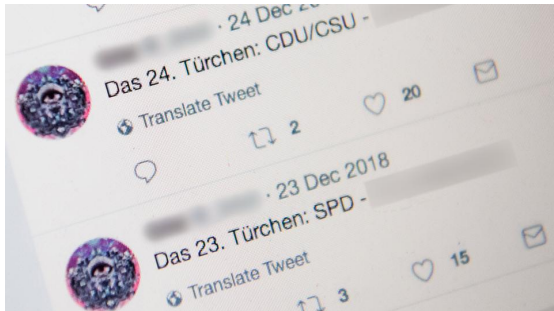 · 24 Dec
Das 24. Türchen: CDU/CSU -
Translate Tweet
2 20
· 23 Dec 2018
Das 23. Türchen: SPD -
Translate Tweet
3 15